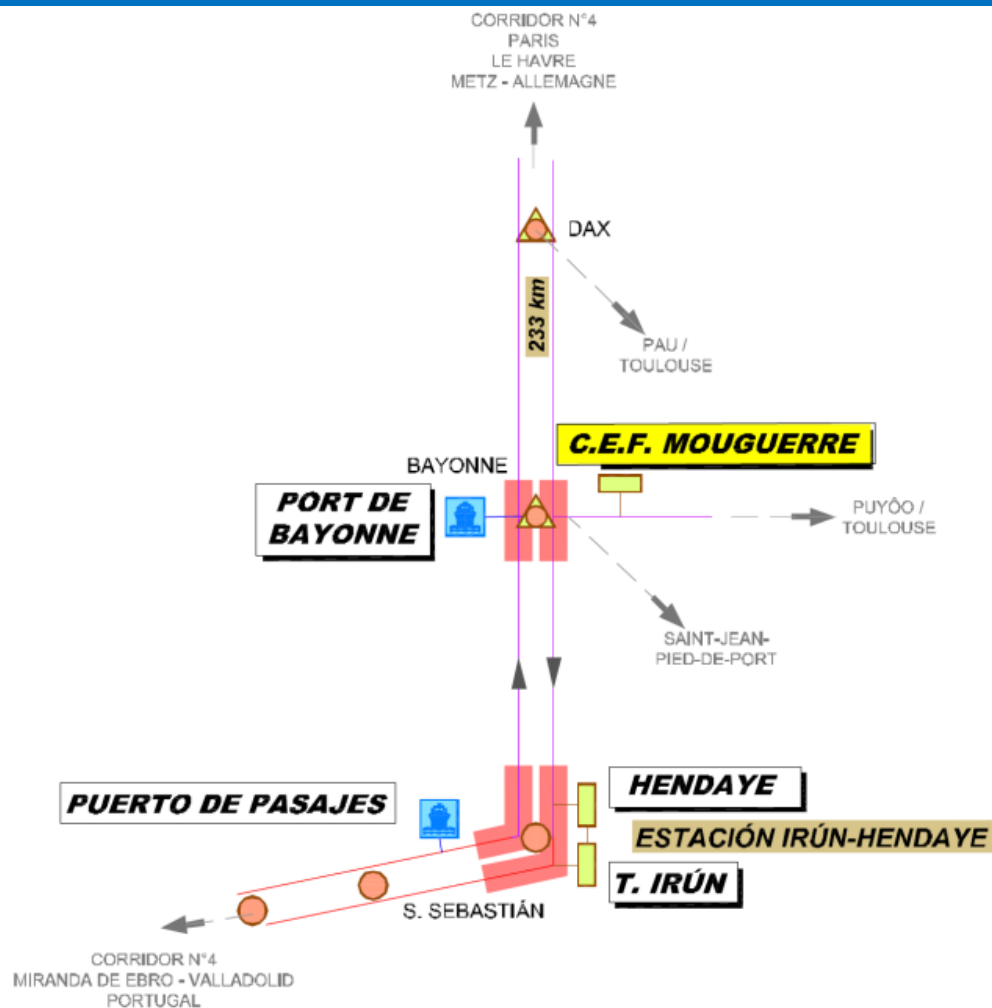 CORRIDOR N°4
PARIS
LE HAVRE
METZ - ALLEMAGNE
DAX
233 km
PAU /
TOULOUSE
C.E.F. MOUGUERRE
BAYONNE
PORT DE
BAYONNE
PUYÔO /
TOULOUSE
SAINT-JEAN-
PIED-DE-PORT
HENDAYE
PUERTO DE PASAJES
ESTACIÓN IRÚN-HENDAYE
T. IRÚN
S. SEBASTIÁN
CORRIDOR N°4
MIRANDA DE EBRO - VALLADOLID
PORTUGAL